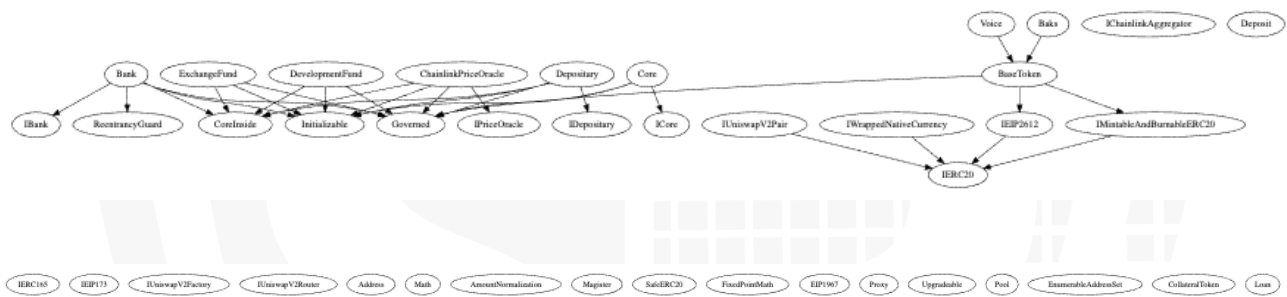 Voice Baks IChainlinkAggregator Deposit
Bank ExchangeFund DevelopmentFund ChainlinkPriceOracle Depositary Core BaseToken
IBank ReentrancyGuard CoreInside Initializable Governed IPriceOracle IDepositary ICore IUniswapV2Pair IWrappedNativeCurrency IEIP2612 IMintableAndBurnableERC20
IERC20
IERC165 IEIP173 IUniswapV2Factory IUniswapV2Router Address Math AmountNormalization Magister SafeERC20 FixedPointMath EIP1967 Proxy Upgradeable Pool EnumerableAddressSet CollateralToken Loan